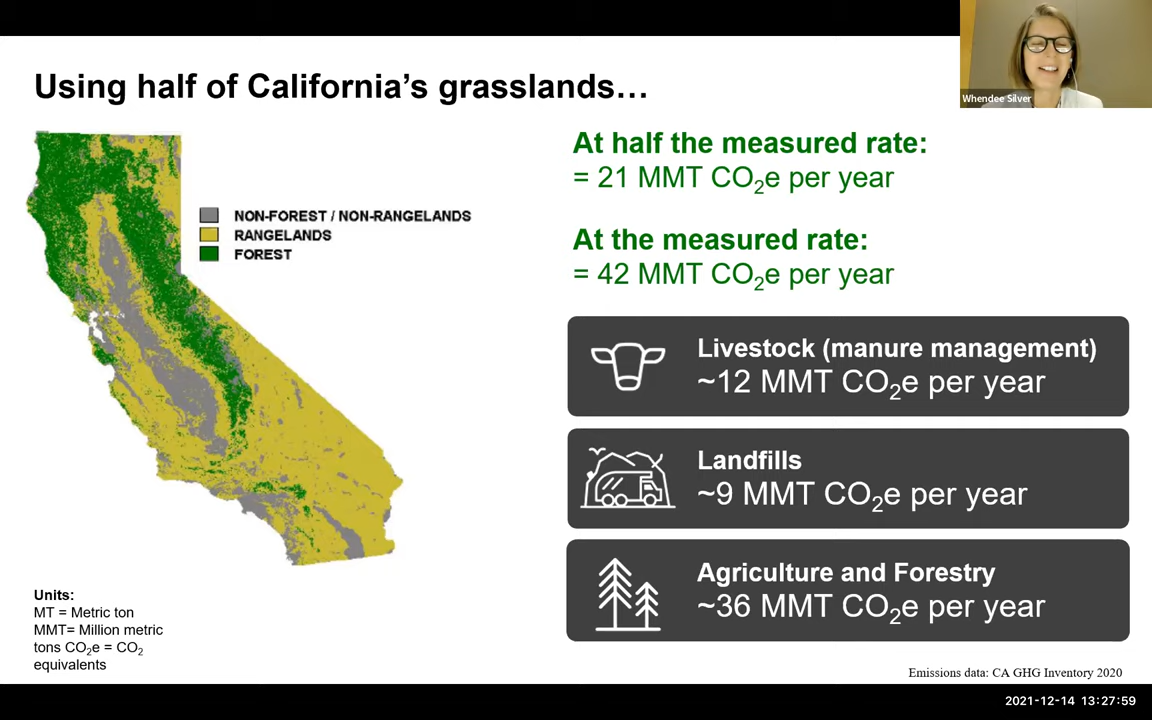 Using half of California’s grasslands…
Whendee Silver
NON-FOREST / NON-RANGELANDS
RANGELANDS
FOREST
At half the measured rate:
= 21 MMT CO₂e per year
At the measured rate:
= 42 MMT CO₂e per year
Livestock (manure management)
~12 MMT CO₂e per year
Landfills
~9 MMT CO₂e per year
Agriculture and Forestry
~36 MMT CO₂e per year
Units:
MT = Metric ton
MMT= Million metric
tons CO₂e = CO₂
equivalents
Emissions data: CA GHG Inventory 2020
2021-12-14 13:27:59